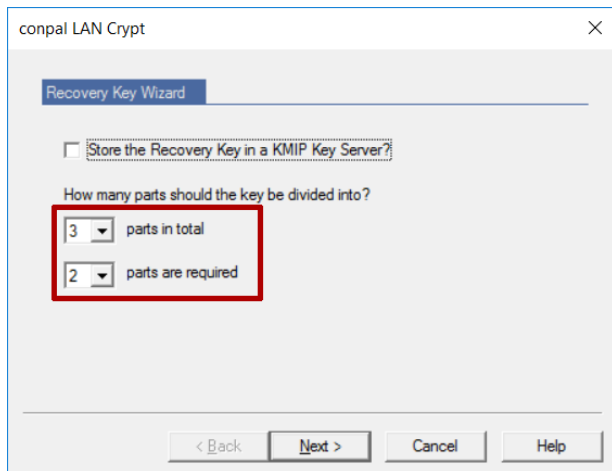 conpal LAN Crypt
Recovery Key Wizard
Store the Recovery Key in a KMIP Key Server?
How many parts should the key be divided into?
3 parts in total
2 parts are required
< Back Next > Cancel Help